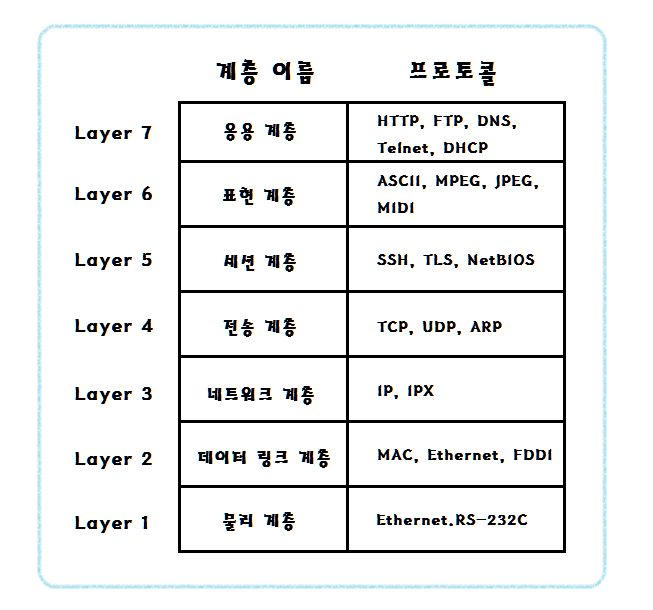 계층 이름 프로토콜
Layer 7 응용 계층 HTTP, FTP, DNS,
Telnet, DHCP
Layer 6 표현 계층 ASCII, MPEG, JPEG,
MIDI
Layer 5 세션 계층 SSH, TLS, NetBIOS
Layer 4 전송 계층 TCP, UDP, ARP
Layer 3 네트워크 계층 IP, IPX
Layer 2 데이터 링크 계층 MAC, Ethernet, FDDI
Layer 1 물리 계층 Ethernet.RS-232C